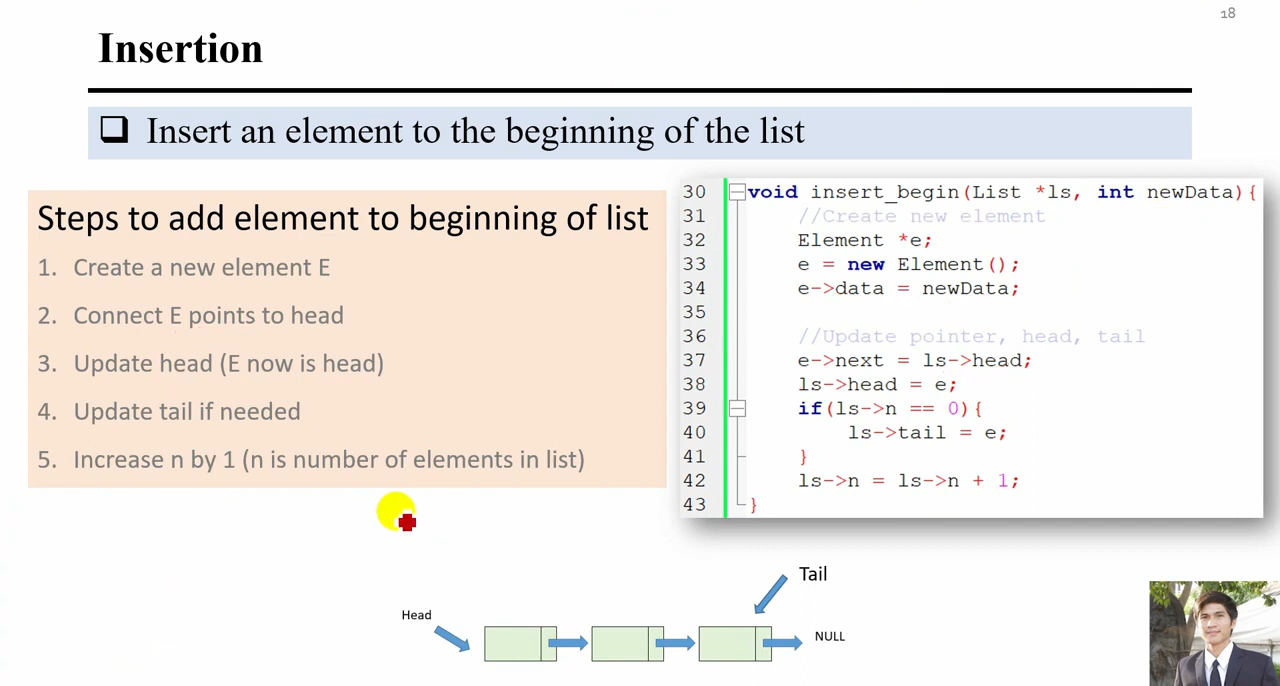 18
Insertion
❑ Insert an element to the beginning of the list
Steps to add element to beginning of list
1. Create a new element E
2. Connect E points to head
3. Update head (E now is head)
4. Update tail if needed
5. Increase n by 1 (n is number of elements in list)
30 void insert_begin(List *ls, int newData){
31 //Create new element
32 Element *e;
33 e = new Element();
34 e->data = newData;
35
36 //Update pointer, head, tail
37 e->next = ls->head;
38 ls->head = e;
39 if(ls->n == 0){
40 ls->tail = e;
41 }
42 ls->n = ls->n + 1;
43 }
Tail
Head
NULL